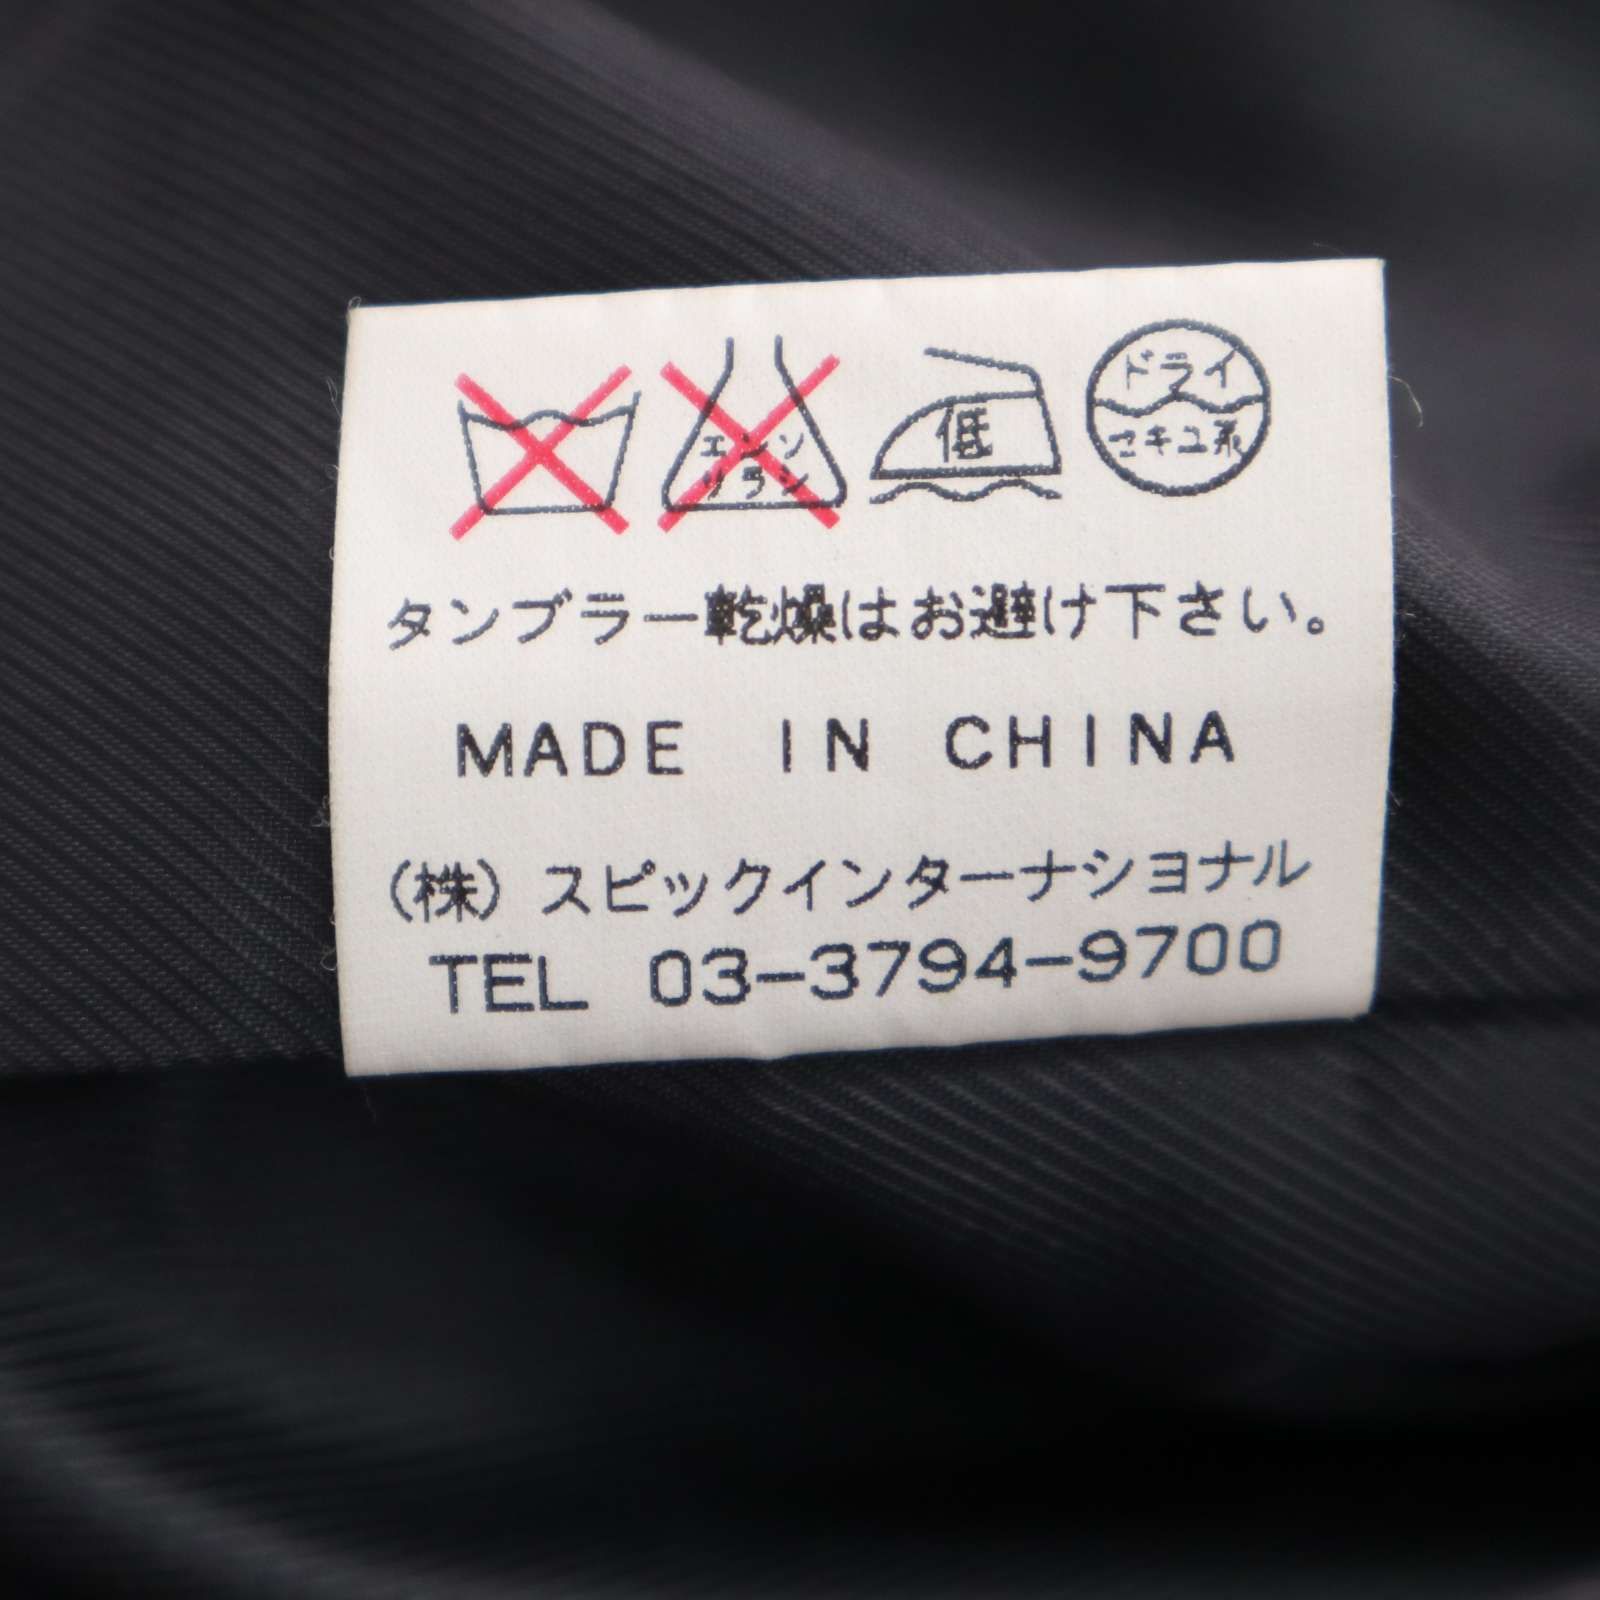 エンソ
リラン
低
ドライ
セキユ系
タンブラー乾燥はお避け下さい。
MADE IN CHINA
(株)スピックインターナショナル
TEL 03-3794-9700